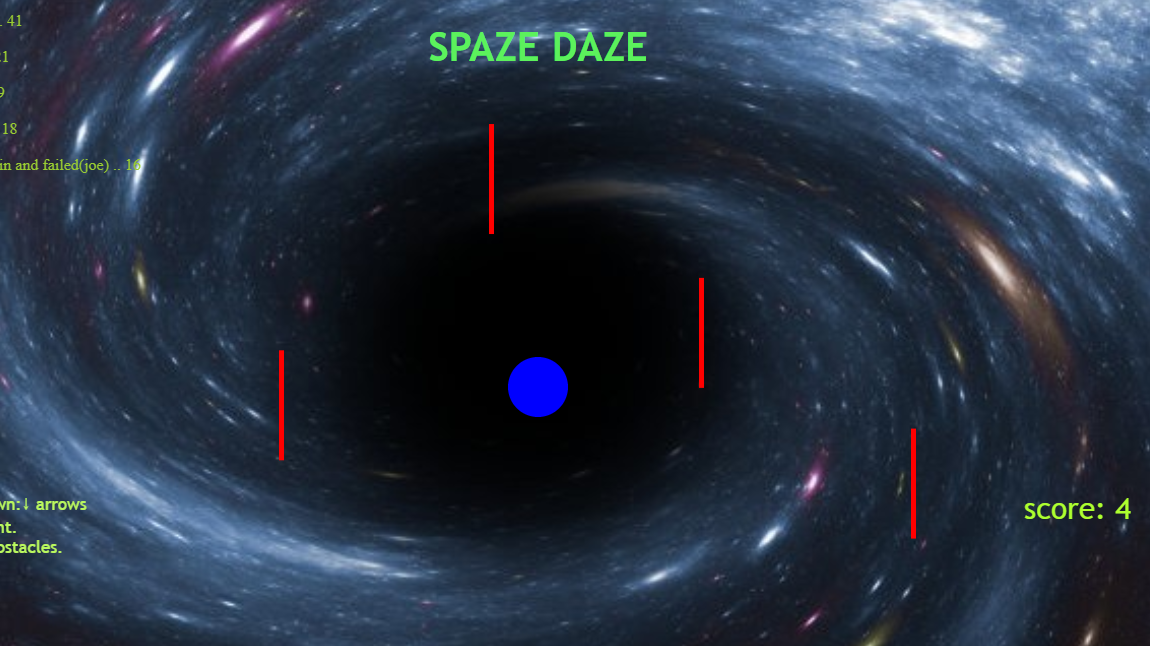 SPAZE DAZE
. 41
21
9
18
in and failed(joe) .. 16
wn:↓ arrows
nt.
bstacles.
score: 4